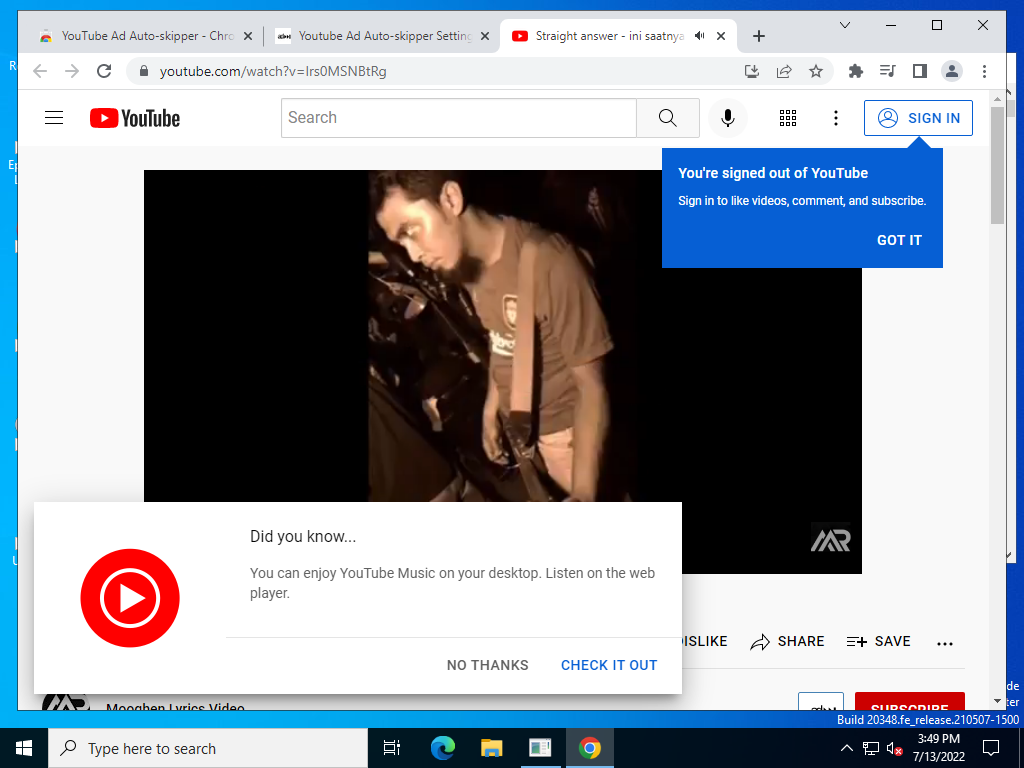 YouTube Ad Auto-skipper - Chro
Youtube Ad Auto-skipper Setting
Straight answer - ini saatnya
youtube.com/watch?v=Irs0MSNBtRg
YouTube
Search
SIGN IN
You're signed out of YouTube
Sign in to like videos, comment, and subscribe.
GOT IT
MR
Did you know...
You can enjoy YouTube Music on your desktop. Listen on the web
player.
NO THANKS
CHECK IT OUT
DISLIKE
SHARE
SAVE
Mooghen Lyrics Video
SUBSCRIBE
Build 20348.fe_release.210507-1500
Type here to search
3:49 PM
7/13/2022